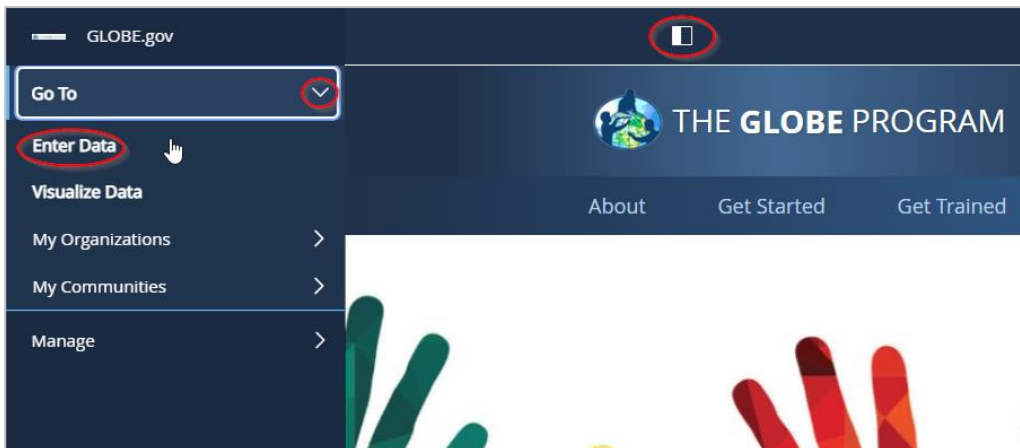 GLOBE.gov
Go To
Enter Data
Visualize Data
My Organizations
My Communities
Manage
THE GLOBE PROGRAM
About Get Started Get Trained